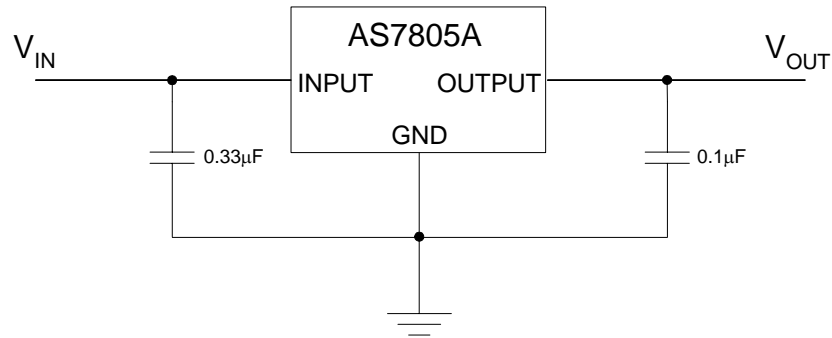 AS7805A
V_IN
V_OUT
INPUT
OUTPUT
GND
0.33μF
0.1μF